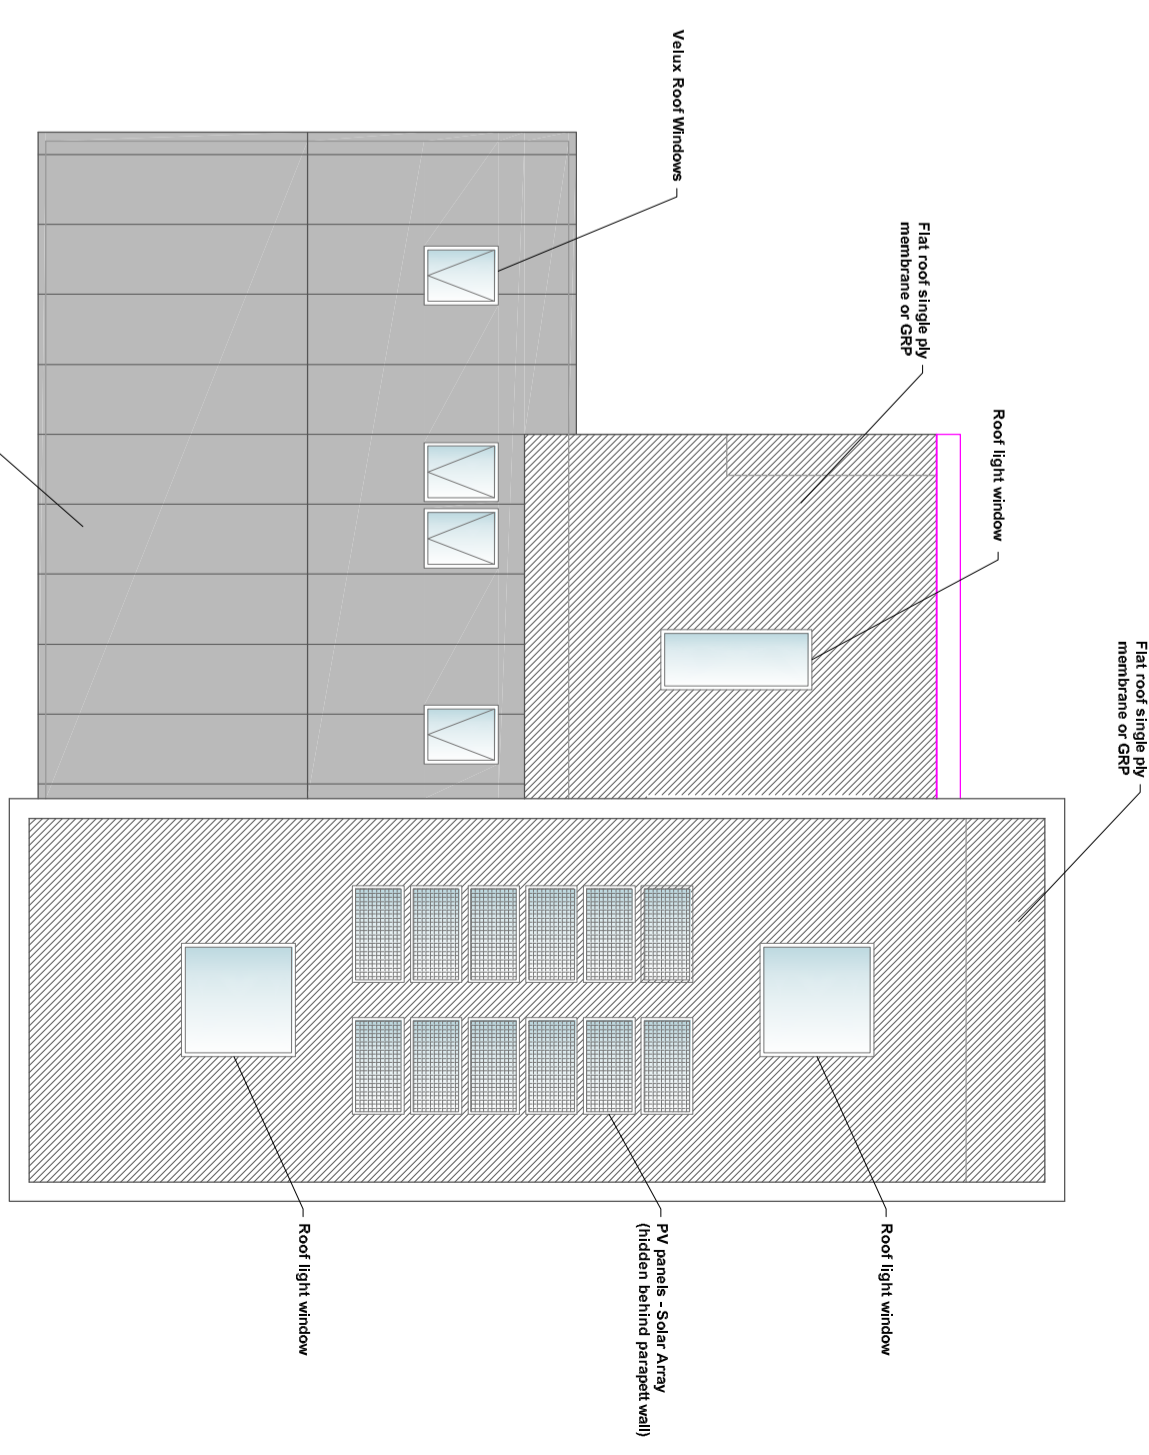 Velux Roof Windows
Flat roof single ply
membrane or GRP
Roof light window
Flat roof single ply
membrane or GRP
Roof light window
PV panels - Solar Array
(hidden behind parapett wall)
Roof light window